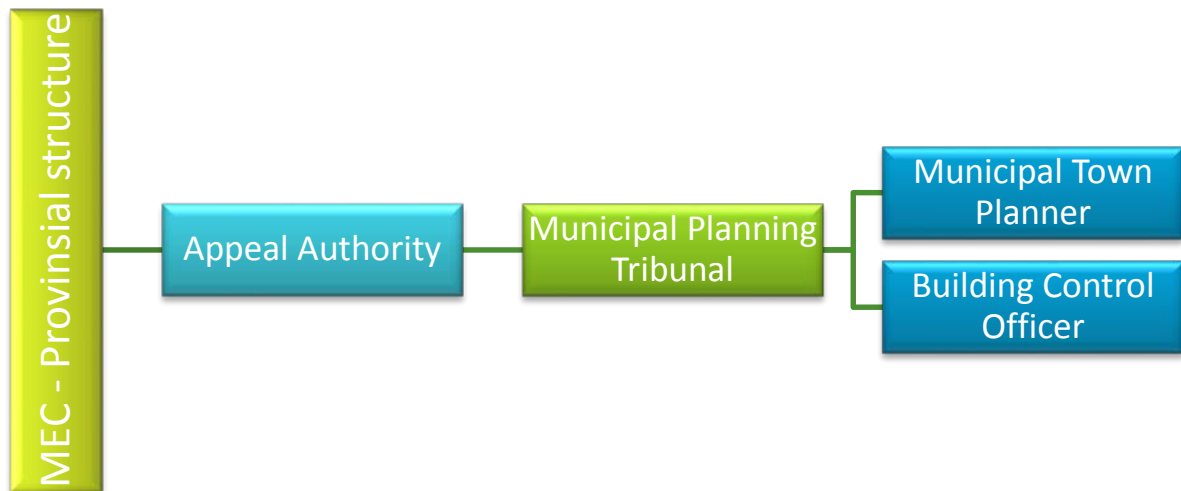 MEC - Provinsial structure
Appeal Authority
Municipal Planning
Tribunal
Municipal Town
Planner
Building Control
Officer